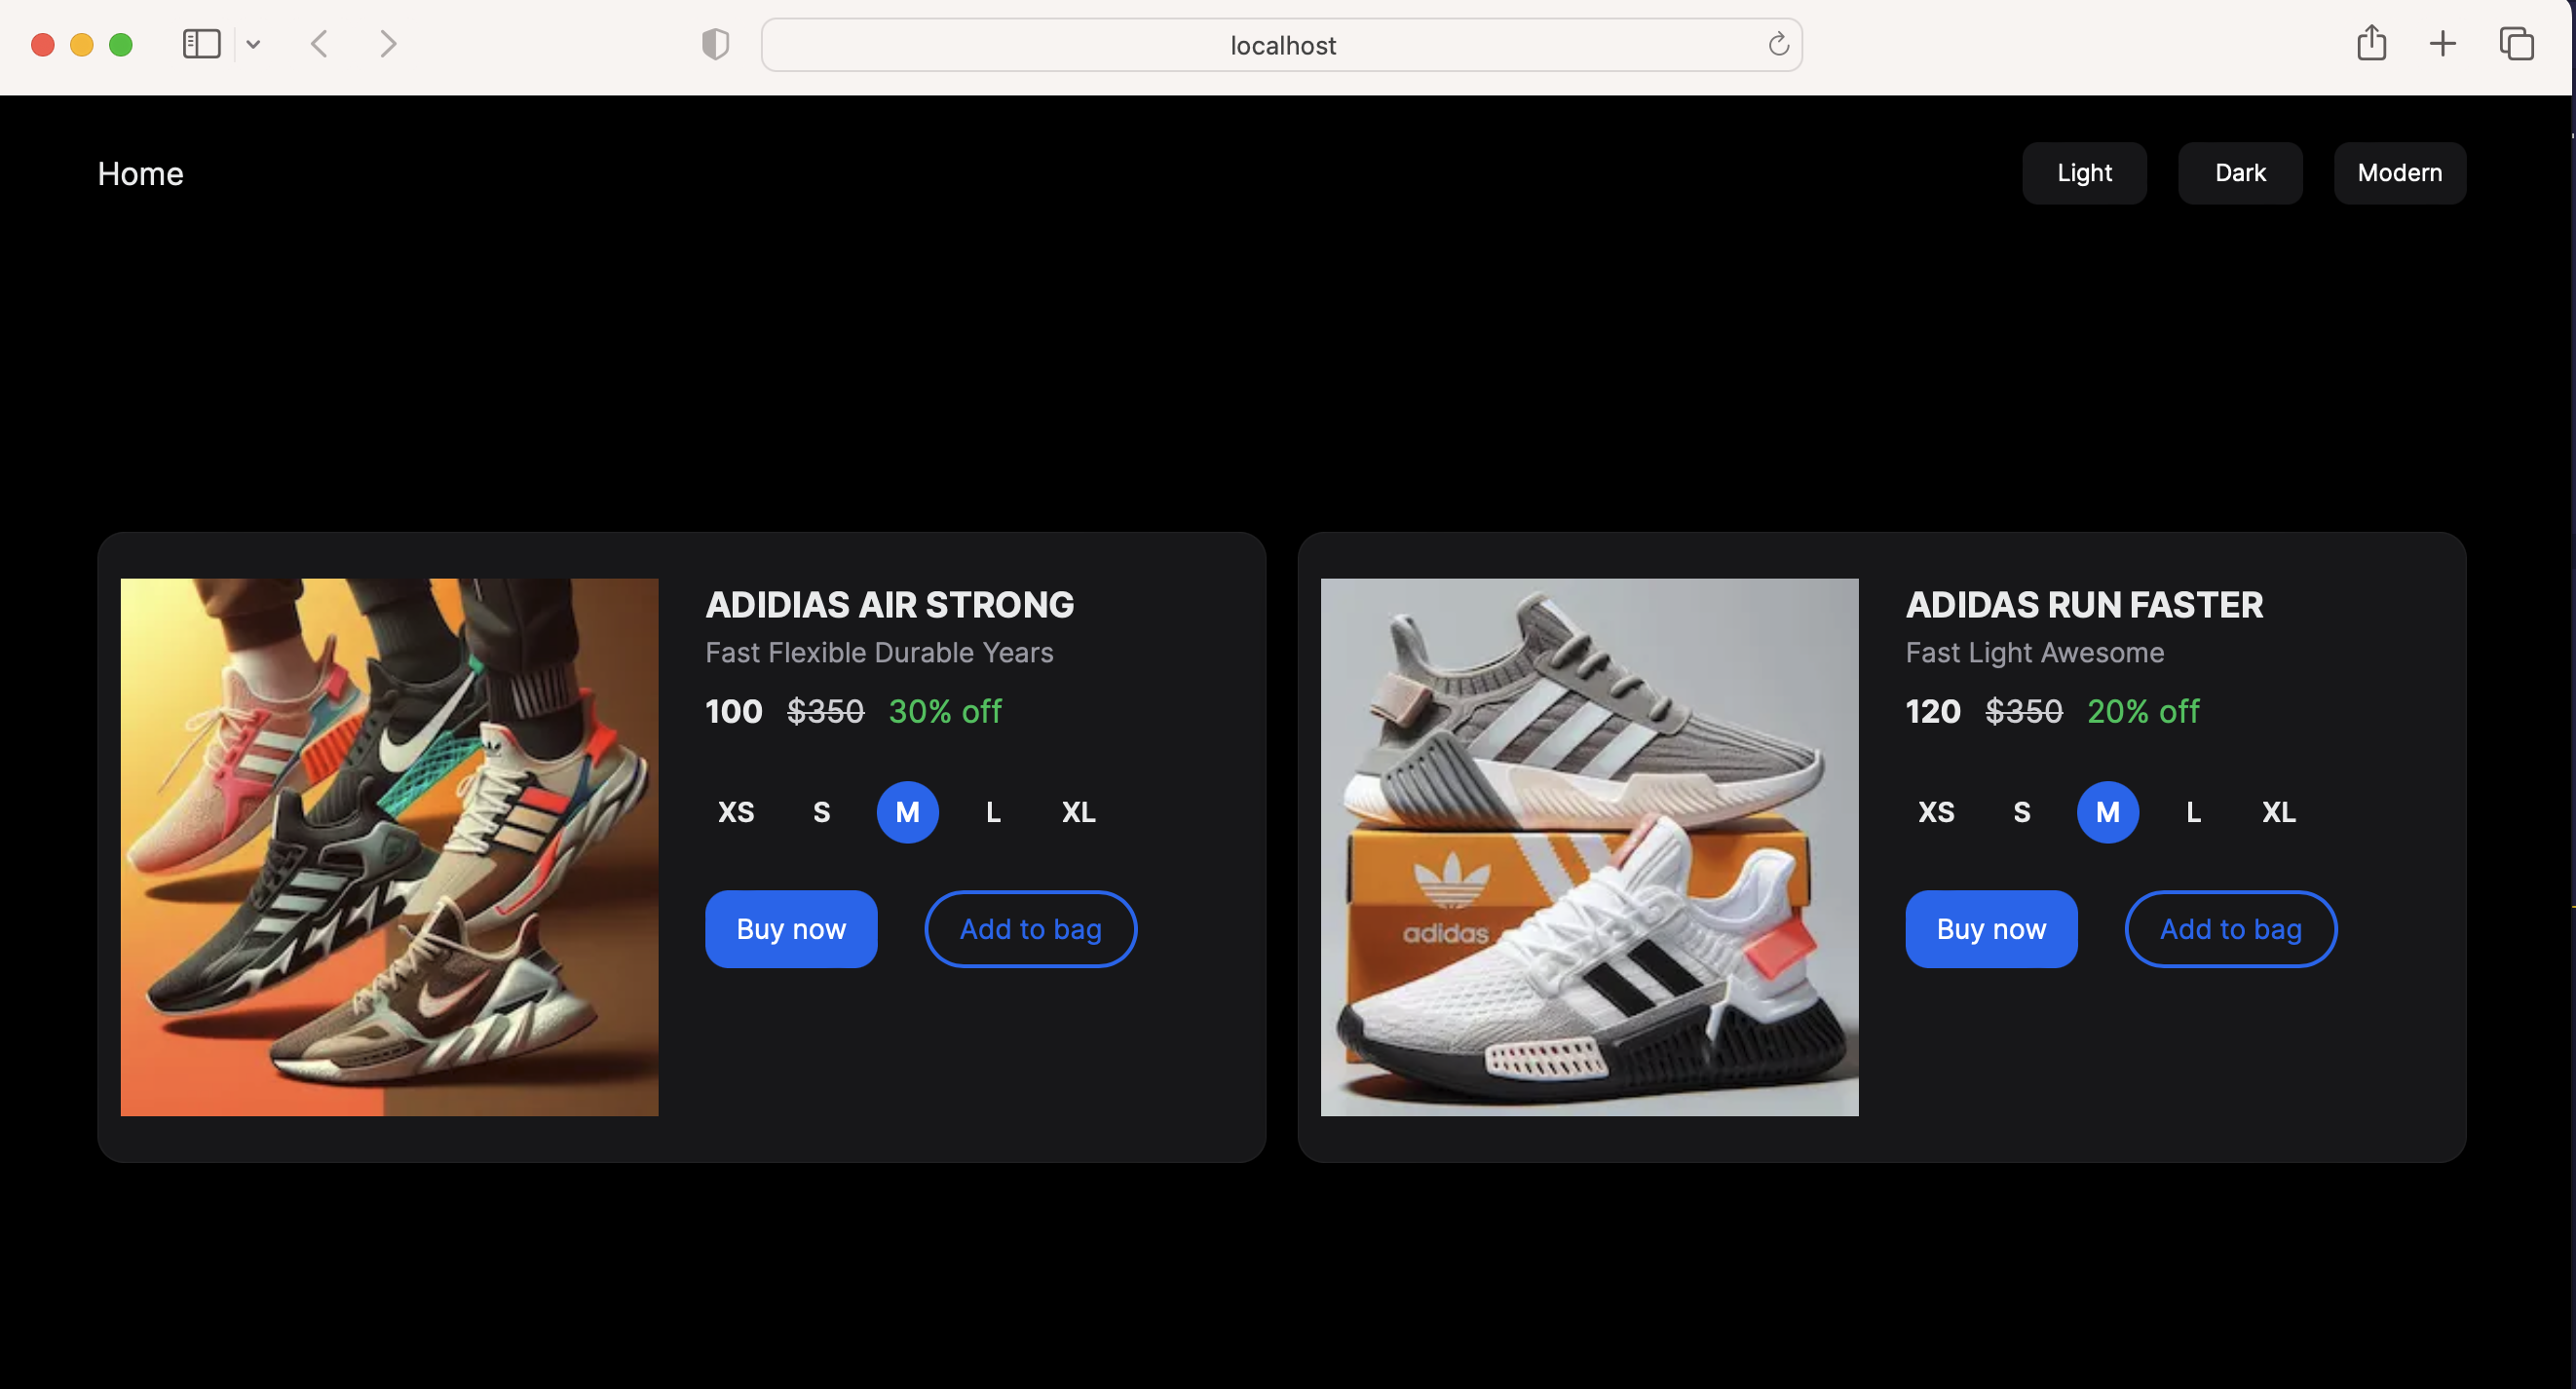 localhost
Home
Light Dark Modern
ADIDIAS AIR STRONG
Fast Flexible Durable Years
100 $350 30% off
XS S M L XL
Buy now Add to bag
adidas
ADIDAS RUN FASTER
Fast Light Awesome
120 $350 20% off
XS S M L XL
Buy now Add to bag